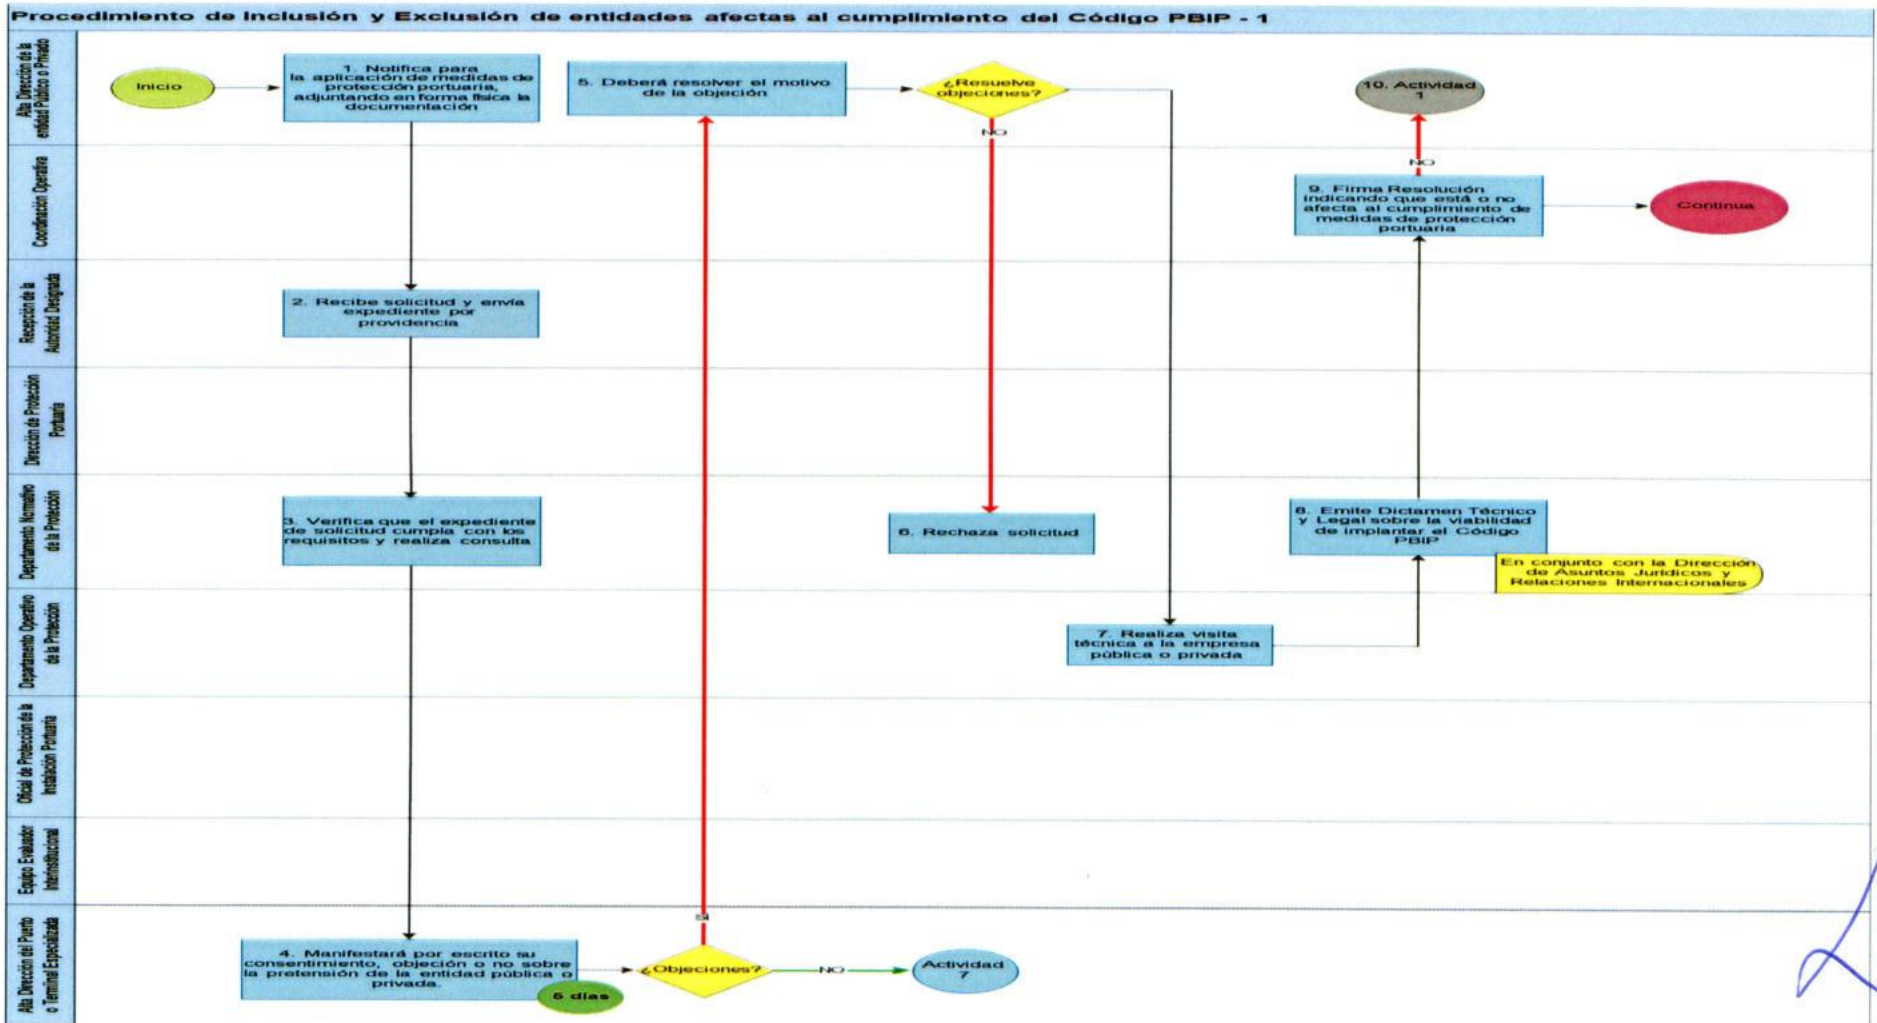 Procedimiento de Inclusión y Exclusión de entidades afectas al cumplimiento del Código PBIP - 1
Alta Dirección de la
entidad Público o Privado
Inicio
1. Notifica para
la aplicación de medidas de
protección portuaria,
adjuntando en forma física la
documentación
5. Deberá resolver el motivo
de la objeción
¿Resuelve
objeciones?
NO
10. Actividad
1
NO
Coordinación Operativa
9. Firma Resolución
indicando que está o no
afecta al cumplimiento de
medidas de protección
portuaria
Continua
Recepción de la
Autoridad Designada
2. Recibe solicitud y envía
expediente por
providencia
Dirección de Protección
Portuaria
Departamento Normativo
de la Protección
3. Verifica que el expediente
de solicitud cumpla con los
requisitos y realiza consulta
6. Rechaza solicitud
8. Emite Dictamen Técnico
y Legal sobre la viabilidad
de implantar el Código
PBIP
En conjunto con la Dirección
de Asuntos Jurídicos y
Relaciones Internacionales
Departamento Operativo
de la Protección
7. Realiza visita
técnica a la empresa
pública o privada
Oficial de Protección de la
Instalación Portuaria
Equipo Evaluador
Interinstitucional
Alta Dirección del Puerto
o Terminal Especializada
4. Manifestará por escrito su
consentimiento, objeción o no sobre
la pretensión de la entidad pública o
privada.
5 días
¿Objeciones?
NO
Actividad
7